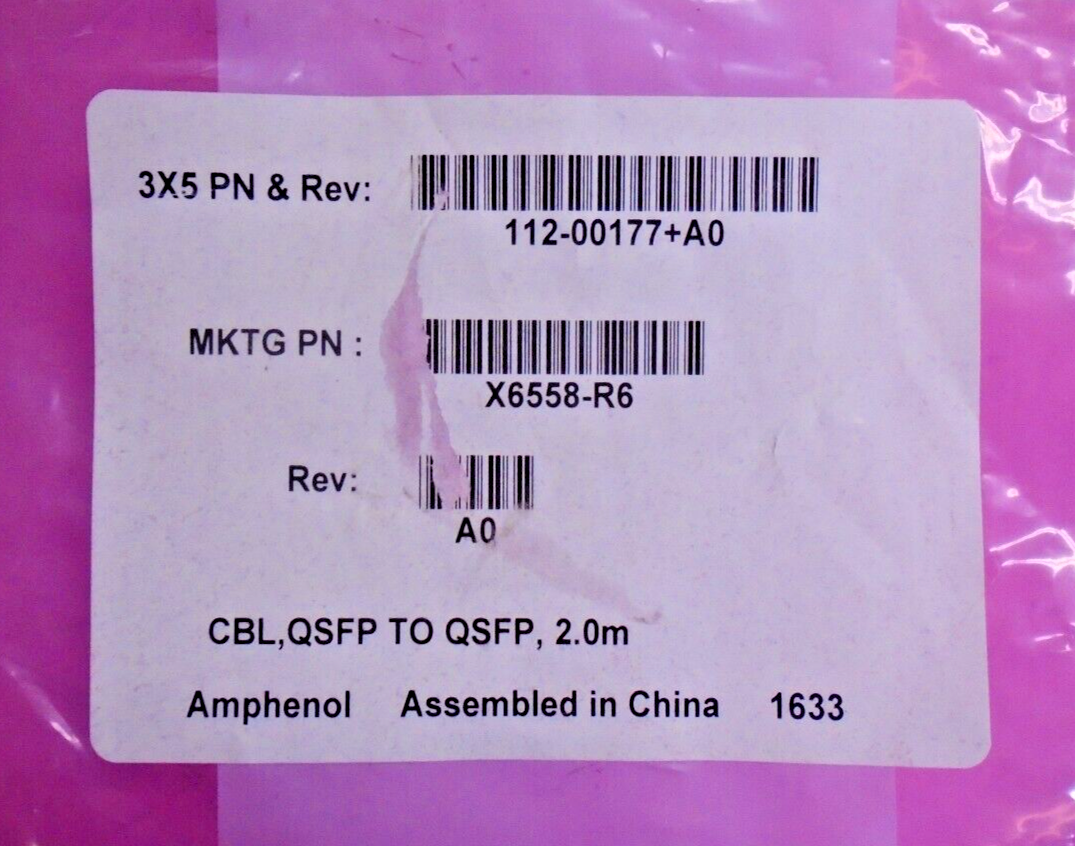 3X5 PN & Rev:
112-00177+A0
MKTG PN :
X6558-R6
Rev:
A0
CBL,QSFP TO QSFP, 2.0m
Amphenol Assembled in China 1633